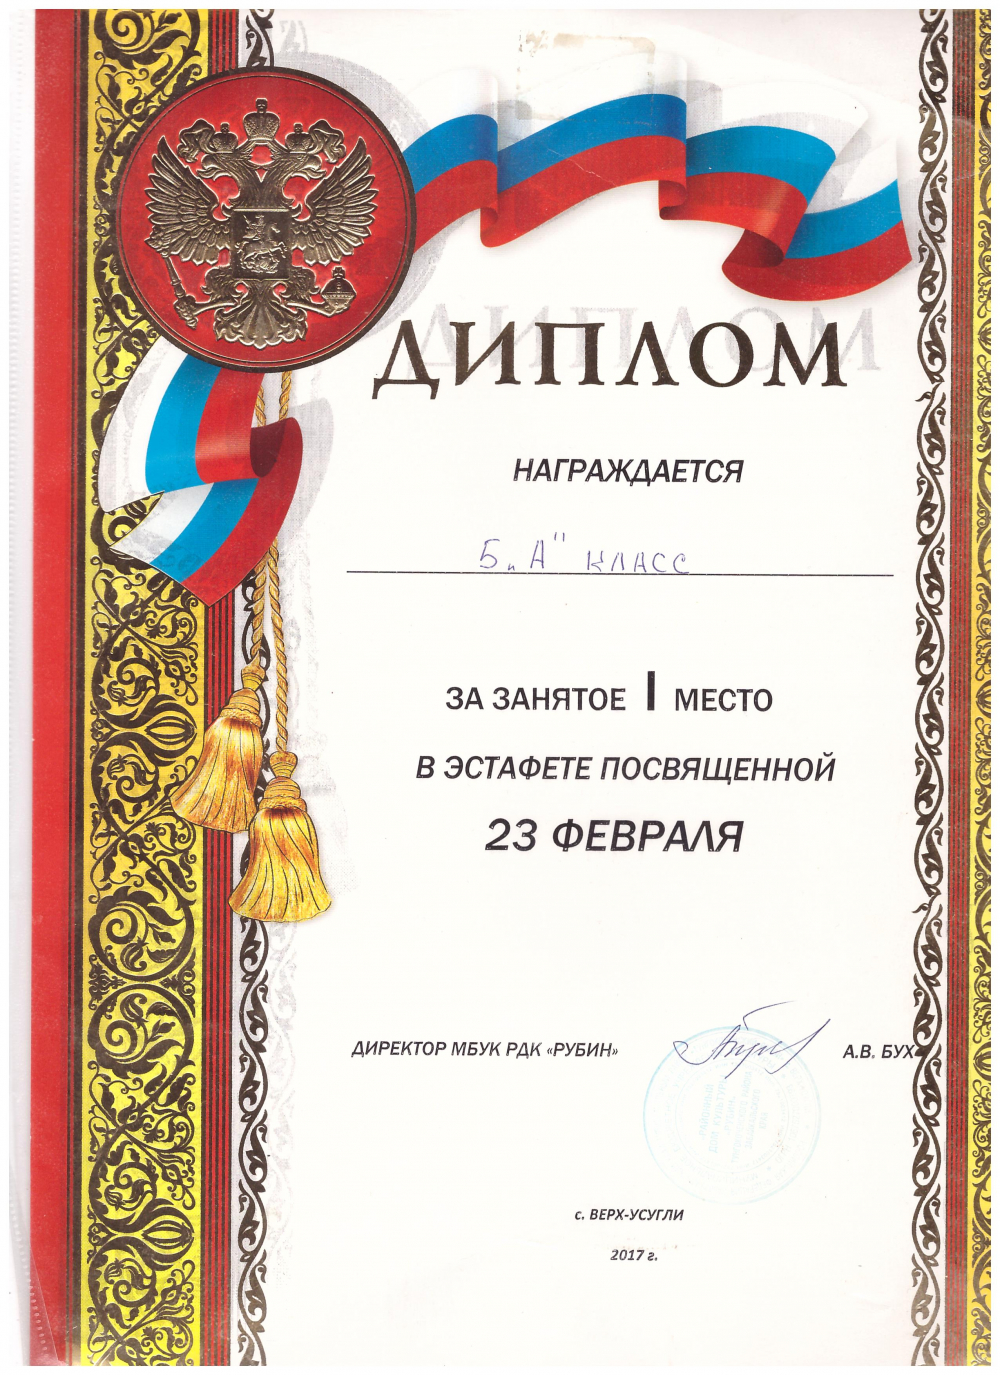 ДИПЛОМ
НАГРАЖДАЕТСЯ
5 „А" класс
ЗА ЗАНЯТОЕ I МЕСТО
В ЭСТАФЕТЕ ПОСВЯЩЕННОЙ
23 ФЕВРАЛЯ
ДИРЕКТОР МБУК РДК «РУБИН» А.В. БУХ
с. ВЕРХ-УСУГЛИ
2017 г.